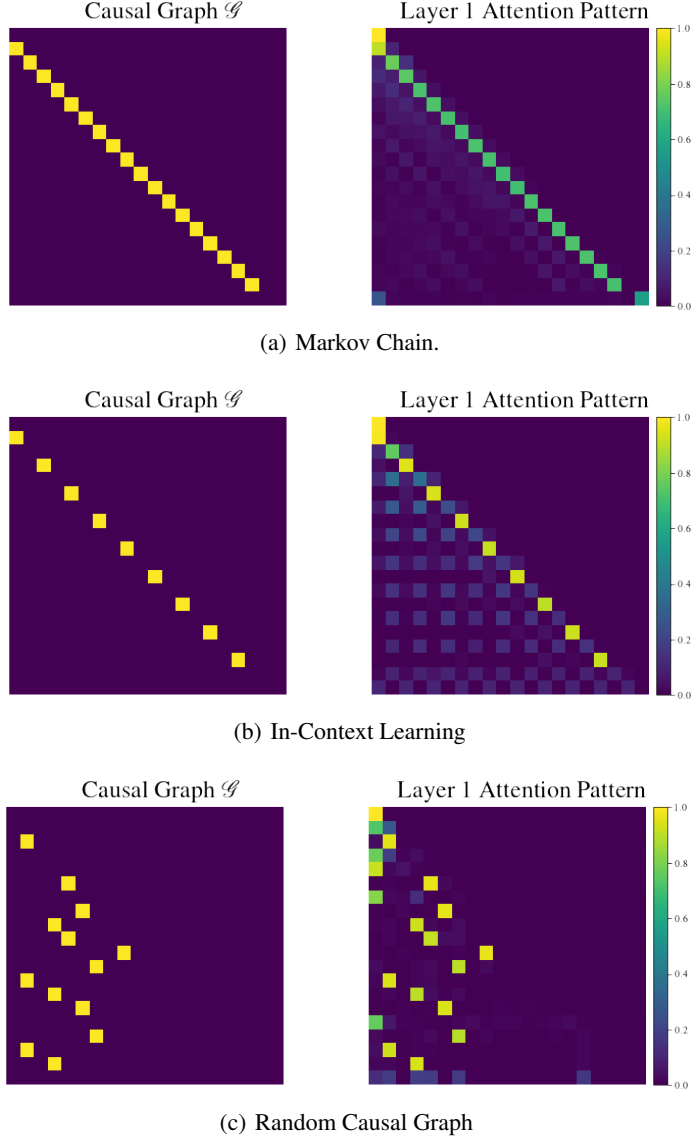 Causal Graph 𝒢
Layer 1 Attention Pattern
1.0
0.8
0.6
0.4
0.2
0.0
(a) Markov Chain.
Causal Graph 𝒢
Layer 1 Attention Pattern
1.0
0.8
0.6
0.4
0.2
0.0
(b) In-Context Learning
Causal Graph 𝒢
Layer 1 Attention Pattern
1.0
0.8
0.6
0.4
0.2
0.0
(c) Random Causal Graph